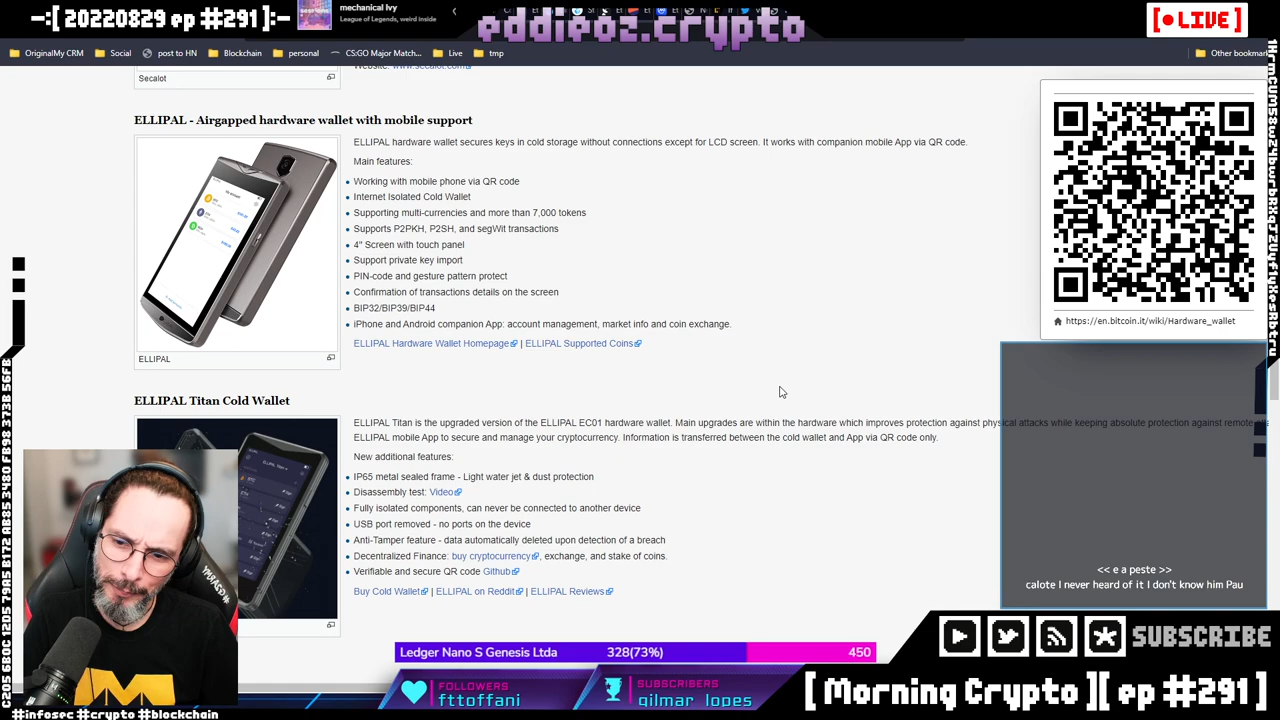 -:[ 20220829 ep #291 ]:-
mechanical Ivy
League of Legends, weird inside
eddieoz.crypto
[ • LIVE ]
OriginalMy CRM
Social
post to HN
Blockchain
personal
CS:GO Major Match...
Live
tmp
Other bookmar
Website: www.secalot.com
Secalot
ELLIPAL - Airgapped hardware wallet with mobile support
ELLIPAL hardware wallet secures keys in cold storage without connections except for LCD screen. It works with companion mobile App via QR code.
Main features:
Working with mobile phone via QR code
Internet Isolated Cold Wallet
Supporting multi-currencies and more than 7,000 tokens
Supports P2PKH, P2SH, and segWit transactions
4" Screen with touch panel
Support private key import
PIN-code and gesture pattern protect
Confirmation of transactions details on the screen
BIP32/BIP39/BIP44
iPhone and Android companion App: account management, market info and coin exchange.
ELLIPAL Hardware Wallet Homepage | ELLIPAL Supported Coins
ELLIPAL
https://en.bitcoin.it/wiki/Hardware_wallet
ELLIPAL Titan Cold Wallet
ELLIPAL Titan is the upgraded version of the ELLIPAL EC01 hardware wallet. Main upgrades are within the hardware which improves protection against physical attacks while keeping absolute protection against remote
ELLIPAL mobile App to secure and manage your cryptocurrency. Information is transferred between the cold wallet and App via QR code only.
New additional features:
IP65 metal sealed frame - Light water jet & dust protection
Disassembly test: Video
Fully isolated components, can never be connected to another device
USB port removed - no ports on the device
Anti-Tamper feature - data automatically deleted upon detection of a breach
Decentralized Finance: buy cryptocurrency, exchange, and stake of coins.
Verifiable and secure QR code Github
Buy Cold Wallet | ELLIPAL on Reddit | ELLIPAL Reviews
<< e a peste >>
calote I never heard of it I don't know him Pau
Ledger Nano S Genesis Ltda 328(73%) 450
FOLLOWERS
fttoffani
SUBSCRIBERS
gilmar_lopes
SUBSCRIBE
[ Morning Crypto ][ ep #291 ]
#infosec #crypto #blockchain